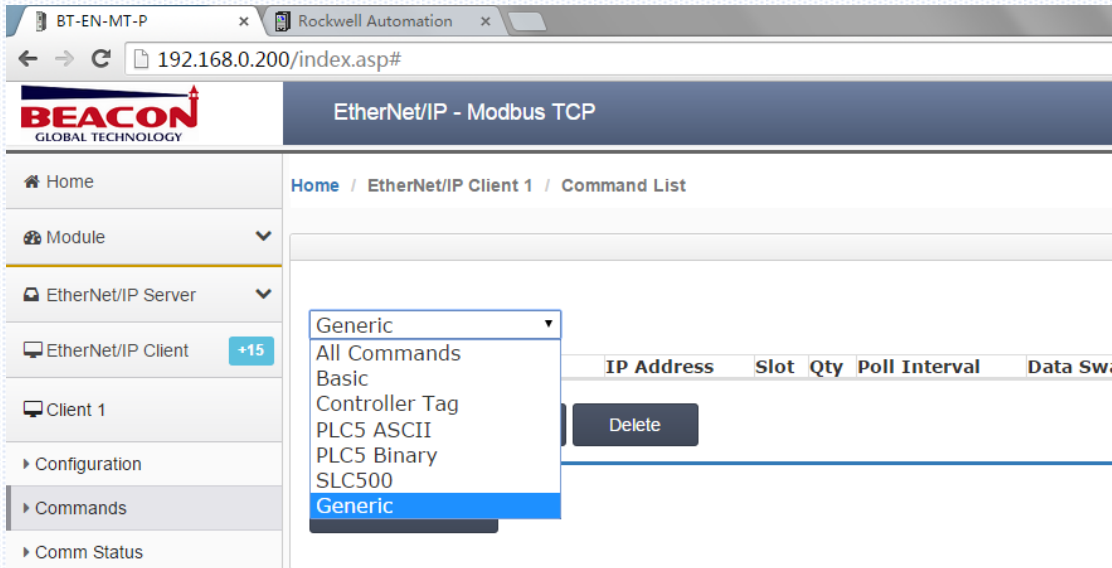 BT-EN-MT-P
Rockwell Automation
192.168.0.200/index.asp#
BEACON
GLOBAL TECHNOLOGY
EtherNet/IP - Modbus TCP
Home
Module
EtherNet/IP Server
EtherNet/IP Client +15
Client 1
Configuration
Commands
Comm Status
Home / EtherNet/IP Client 1 / Command List
Generic
All Commands
Basic
Controller Tag
PLC5 ASCII
PLC5 Binary
SLC500
Generic
IP Address Slot Qty Poll Interval Data Swa
Delete